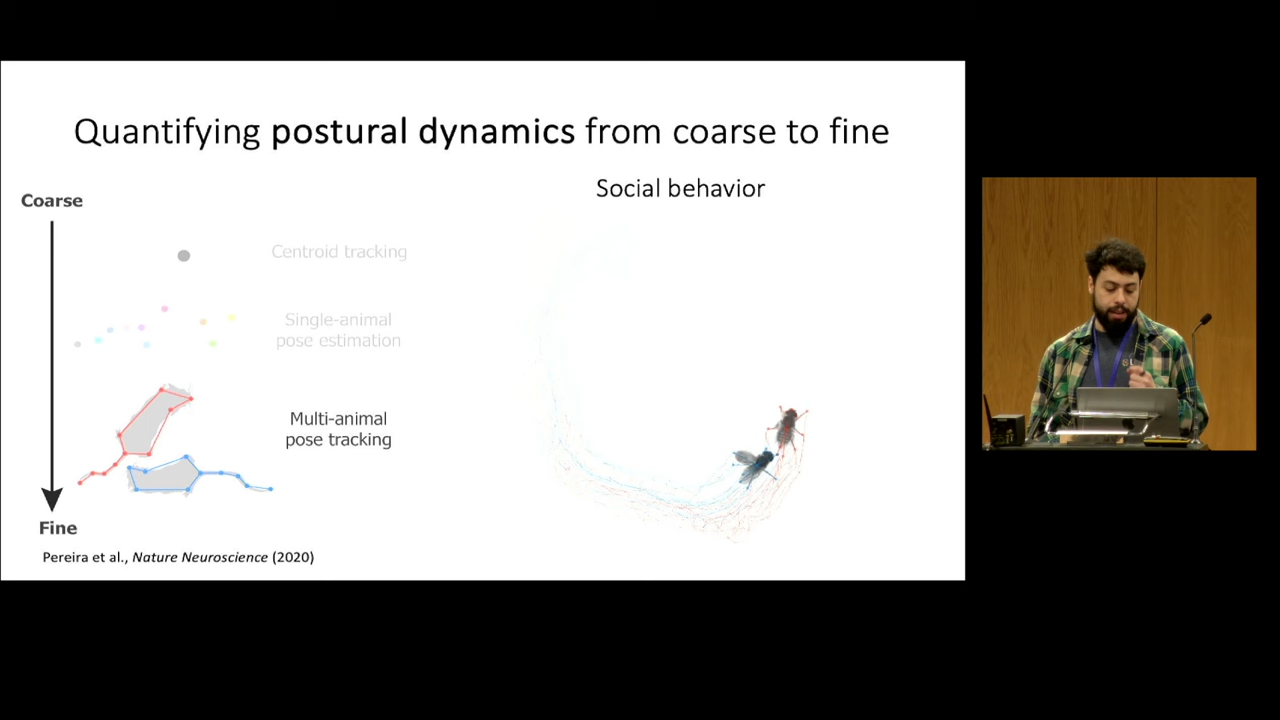 Quantifying postural dynamics from coarse to fine
Social behavior
Coarse
Centroid tracking
Single-animal
pose estimation
Multi-animal
pose tracking
Fine
Pereira et al., Nature Neuroscience (2020)